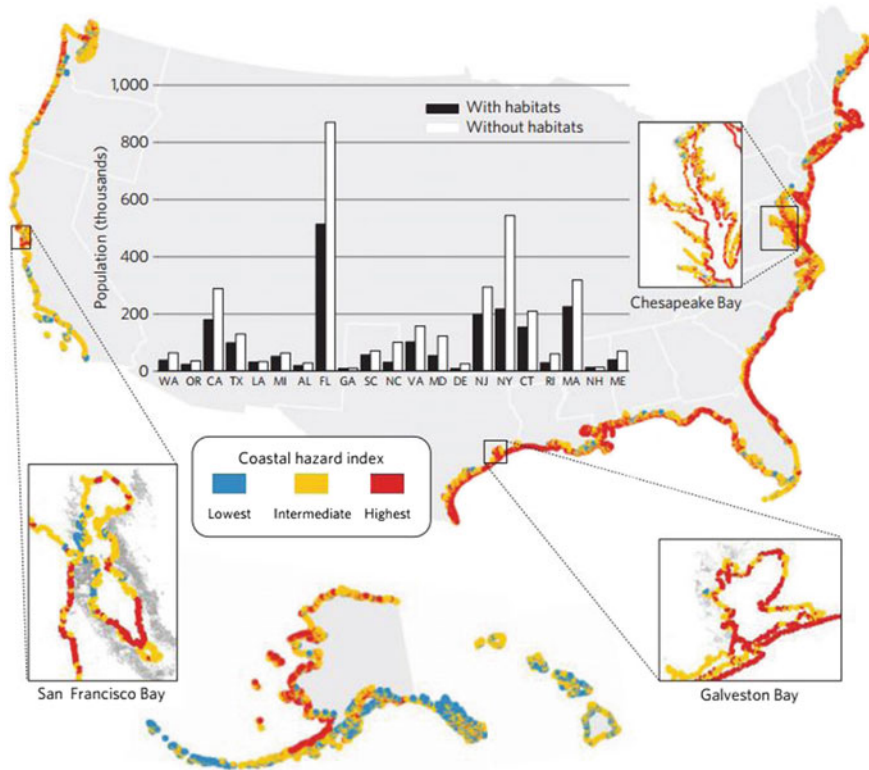 1,000
With habitats
Without habitats
800
600
400
200
0
Population (thousands)
WA OR CA TX LA MI AL FL GA SC NC VA MD DE NJ NY CT RI MA NH ME
Chesapeake Bay
Coastal hazard index
Lowest Intermediate Highest
San Francisco Bay
Galveston Bay